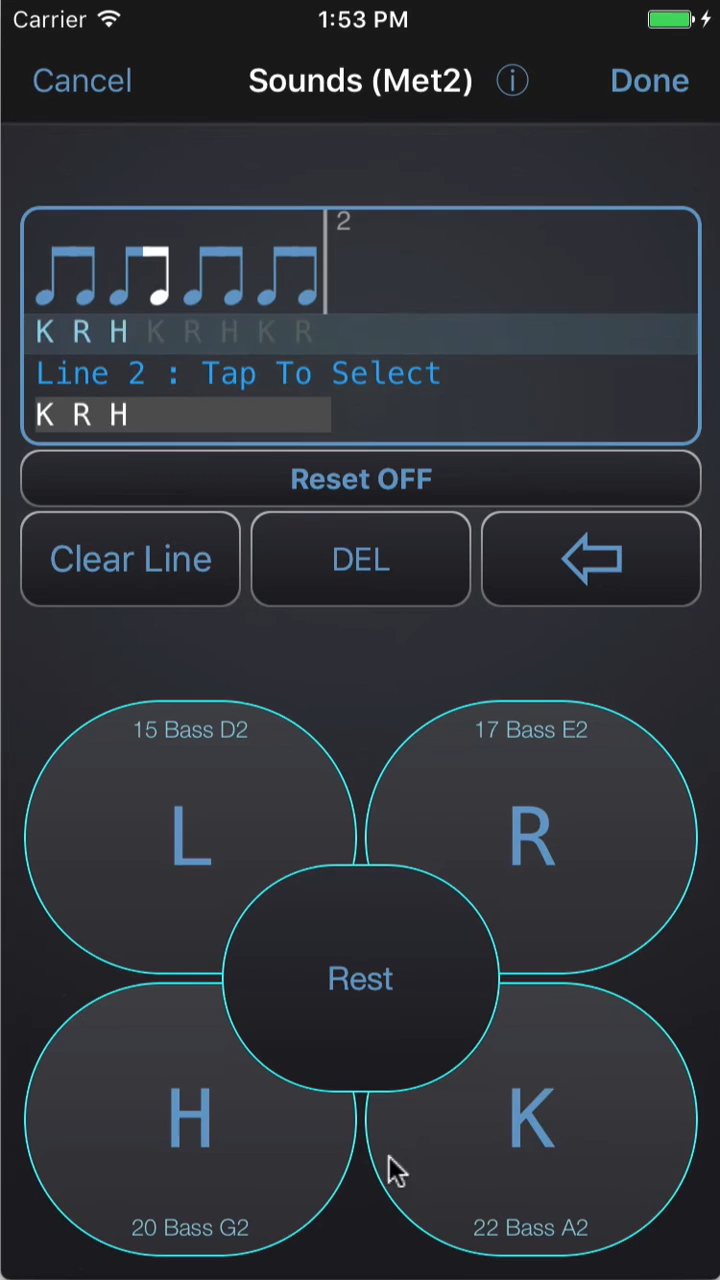 Carrier 1:53 PM
Cancel Sounds (Met2) i Done
2
K R H K R H K R
Line 2 : Tap To Select
K R H
Reset OFF
Clear Line DEL
15 Bass D2 17 Bass E2
L R
Rest
H K
20 Bass G2 22 Bass A2